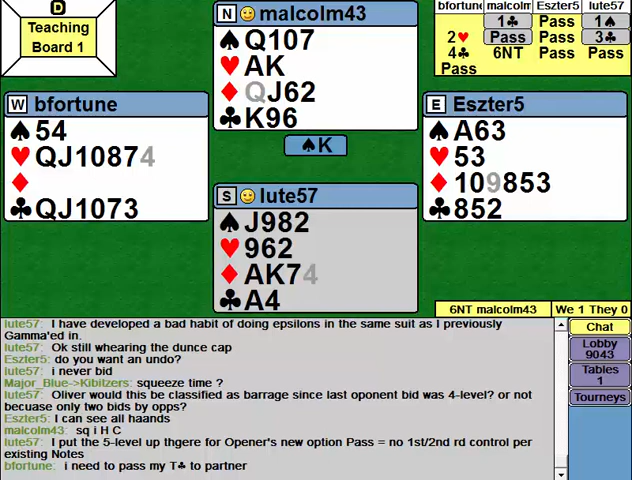 D
Teaching
Board 1
N malcolm43
♠Q107
♥AK
♦QJ62
♣K96
bfortun malcolm Eszter5 lute57
1♣ Pass 1♠
2♥ Pass Pass 3♣
4♣ 6NT Pass Pass
Pass
W bfortune
♠54
♥QJ10874
♦
♣QJ1073
♠K
E Eszter5
♠A63
♥53
♦109853
♣852
S lute57
♠J982
♥962
♦AK74
♣A4
6NT malcolm43 We 1 They 0
lute57: I have developed a bad habit of doing epsilons in the same suit as I previously
Gamma'ed in.
lute57: Ok still whearing the dunce cap
Eszter5: do you want an undo?
lute57: i never bid
Major_Blue->Kibitzers: squeeze time ?
lute57: Oliver would this be classified as barrage since last oponent bid was 4-level? or not
becuase only two bids by opps?
Eszter5: I can see all haands
malcolm43: sq i H C
lute57: I put the 5-level up thgere for Opener's new option Pass = no 1st/2nd rd control per
existing Notes
bfortune: i need to pass my T♣ to partner
Chat
Lobby
9043
Tables
1
Tourneys